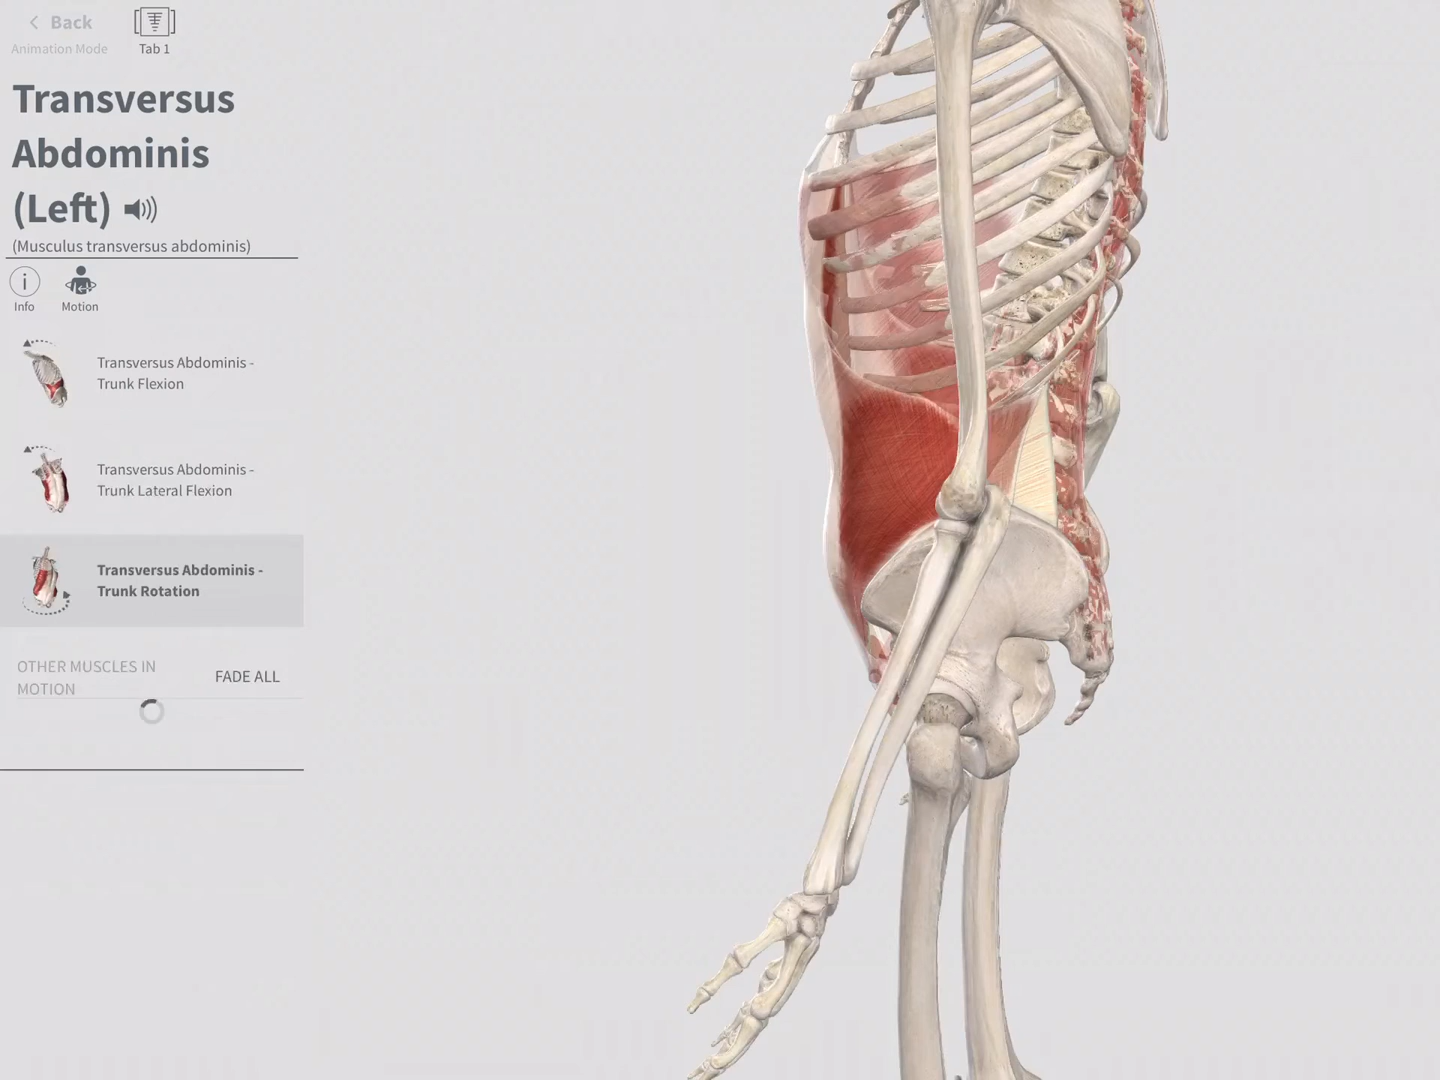 Back
Animation Mode
Tab 1
Transversus
Abdominis
(Left)
(Musculus transversus abdominis)
i
Info
Motion
Transversus Abdominis -
Trunk Flexion
Transversus Abdominis -
Trunk Lateral Flexion
Transversus Abdominis -
Trunk Rotation
OTHER MUSCLES IN
MOTION
FADE ALL